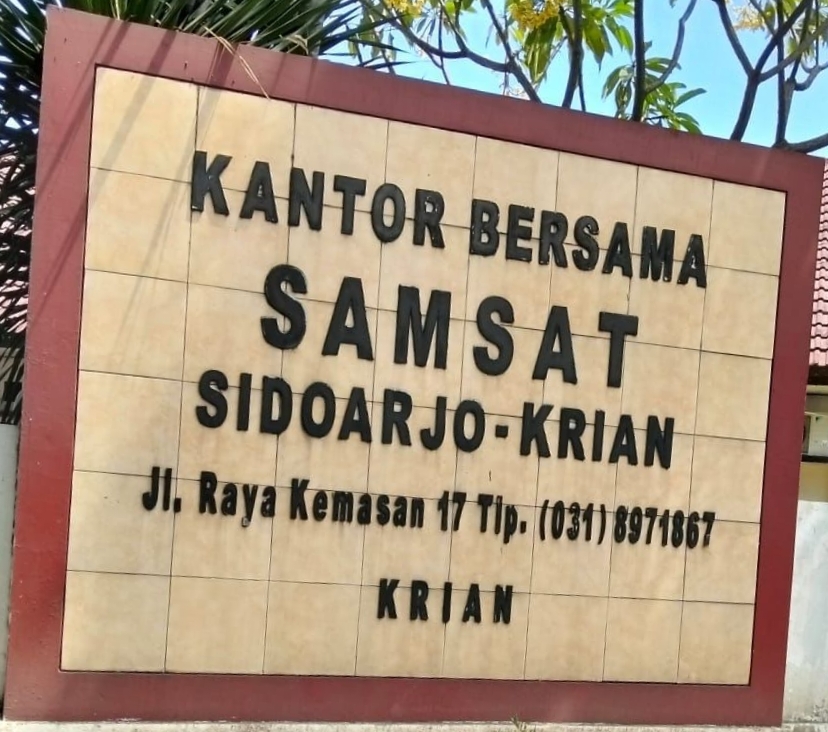 KANTOR BERSAMA
SAMSAT
SIDOARJO-KRIAN
Jl. Raya Kemasan 17 Tlp. (031) 8971867
KRIAN